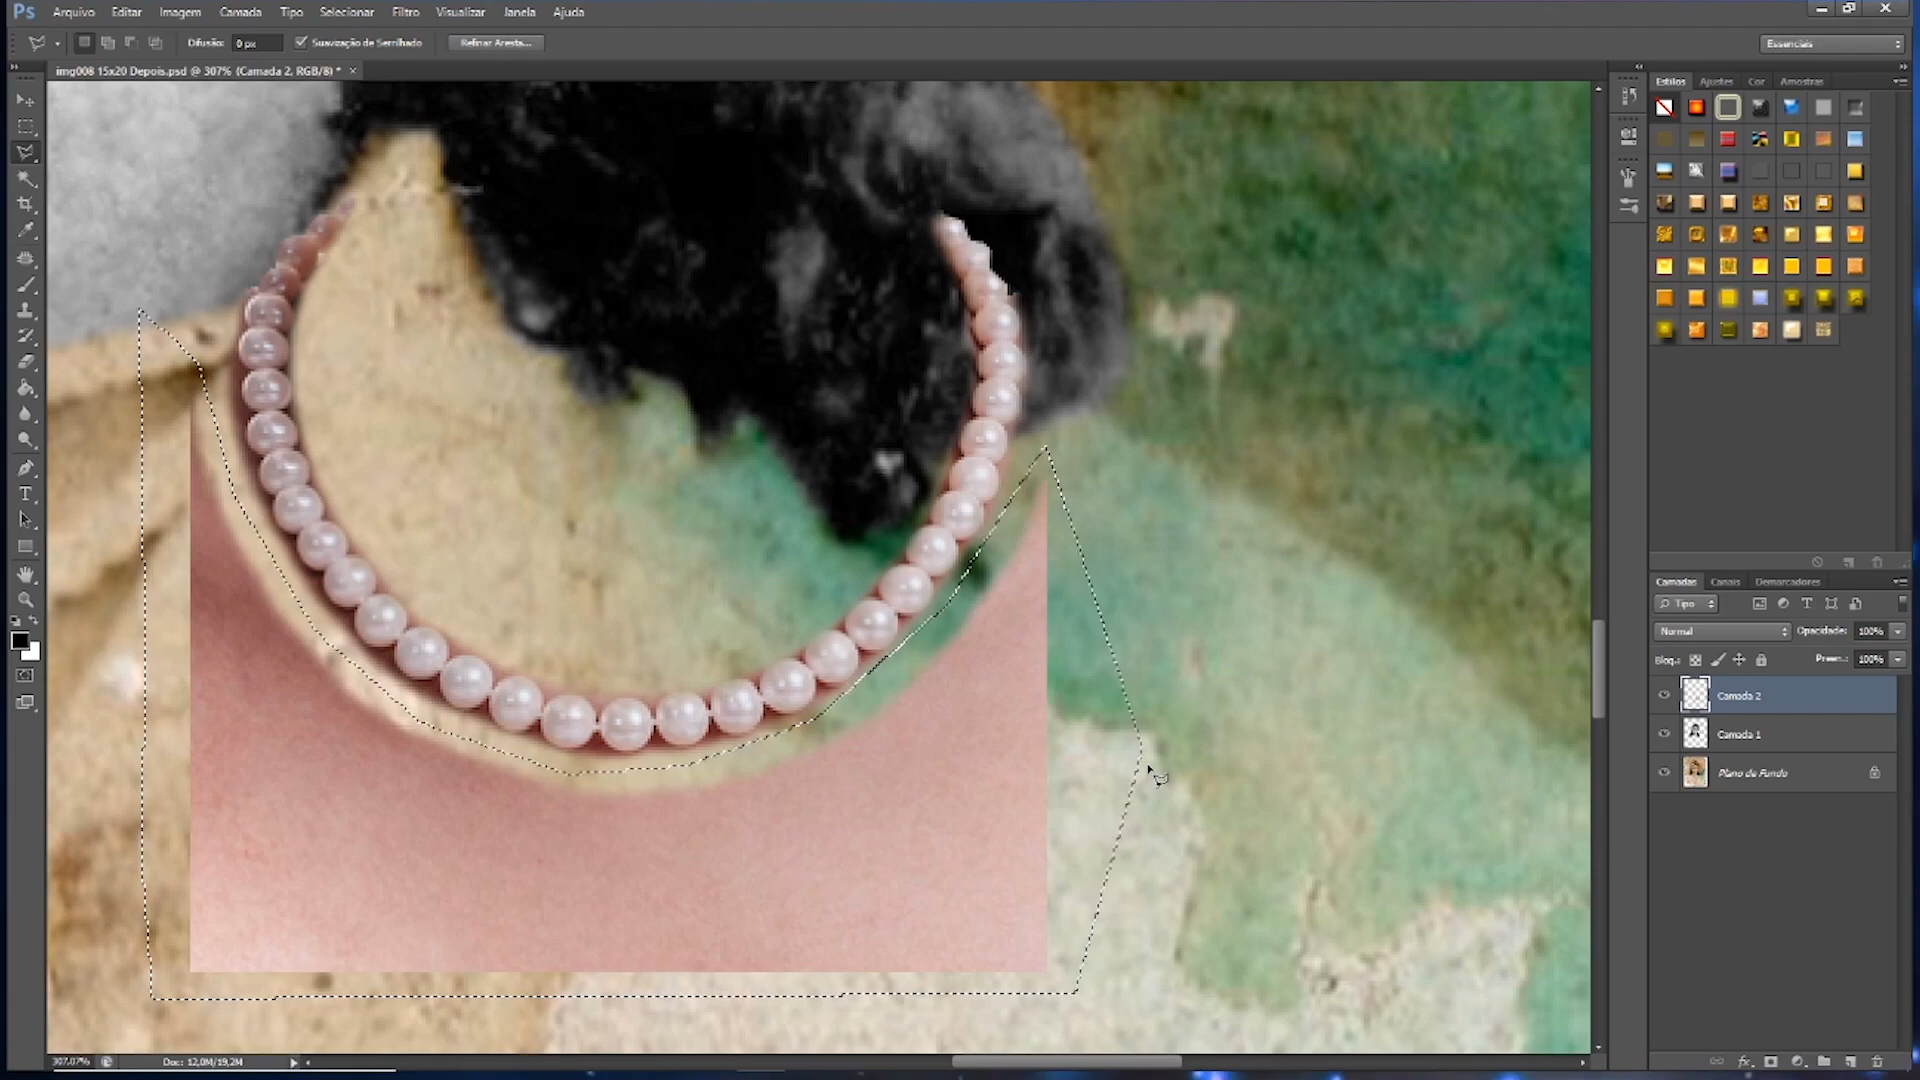 Ps Arquivo Editar Imagem Camada Tipo Selecionar Filtro Visualizar Janela Ajuda
Difusão: 0 px Suavização de Serrilhado Refinar Aresta... Essenciais
img008 15x20 Depois.psd @ 307% (Camada 2, RGB/8) * ×
Estilos Ajustes Cor Amostras
Camadas Canais Demarcadores
Tipo
Normal Opacidade: 100%
Bloq.: Preen.: 100%
Camada 2
Camada 1
Plano de Fundo
307.07% Doc: 12,0M/19,2M